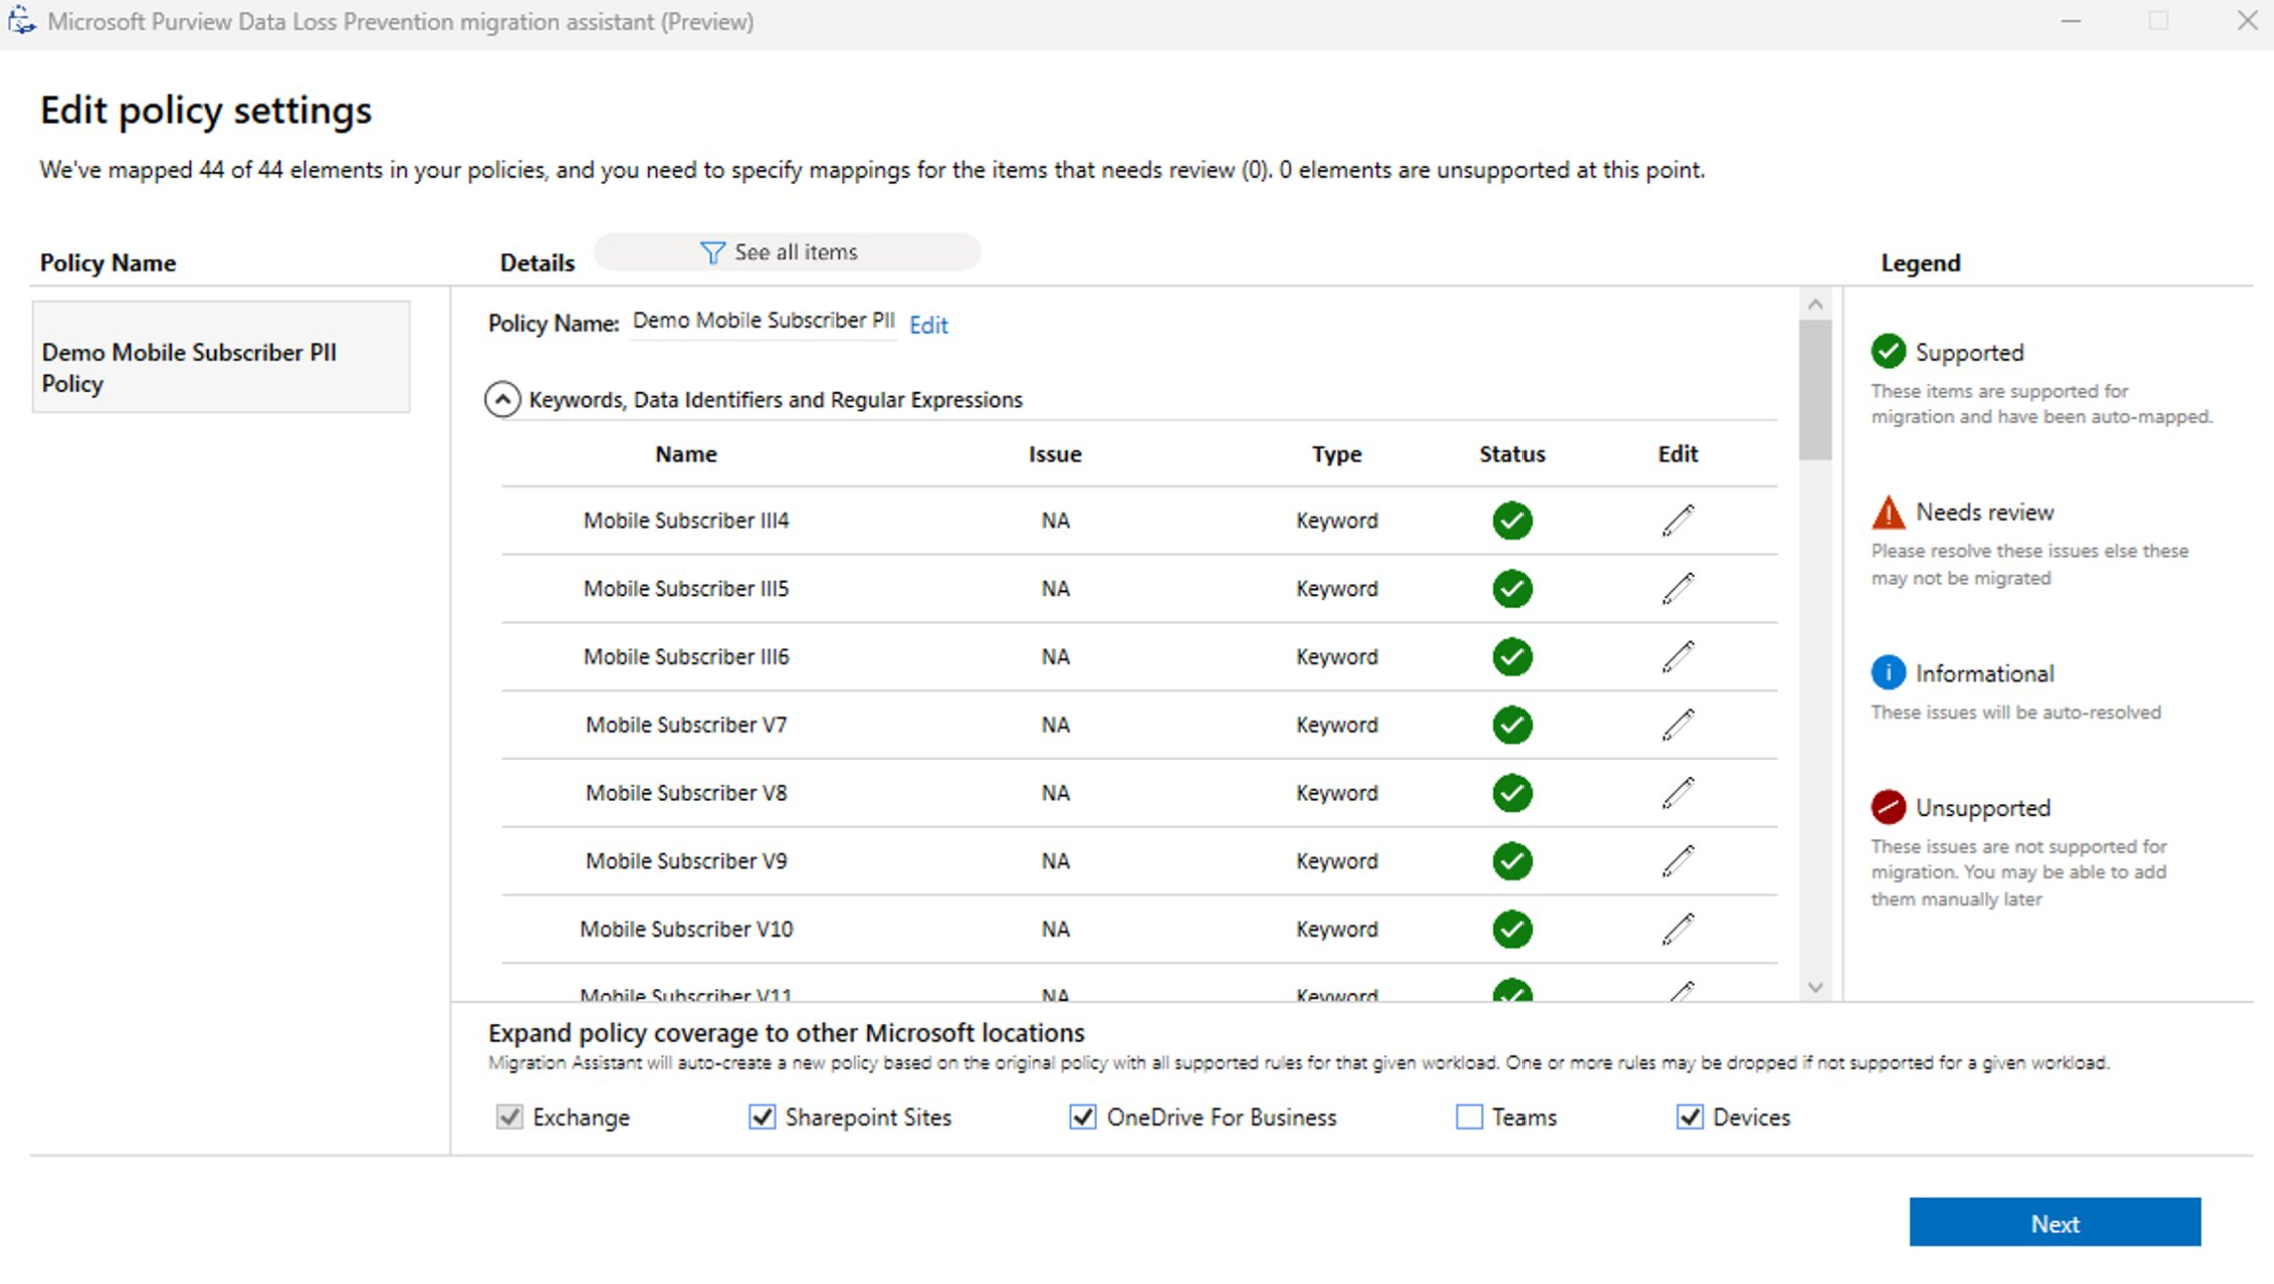 Microsoft Purview Data Loss Prevention migration assistant (Preview)
Edit policy settings
We've mapped 44 of 44 elements in your policies, and you need to specify mappings for the items that needs review (0). 0 elements are unsupported at this point.
Policy Name
Details
See all items
Legend
Demo Mobile Subscriber PII
Policy
Policy Name: Demo Mobile Subscriber PII Edit
Keywords, Data Identifiers and Regular Expressions
Name Issue Type Status Edit
Mobile Subscriber III4 NA Keyword
Mobile Subscriber III5 NA Keyword
Mobile Subscriber III6 NA Keyword
Mobile Subscriber V7 NA Keyword
Mobile Subscriber V8 NA Keyword
Mobile Subscriber V9 NA Keyword
Mobile Subscriber V10 NA Keyword
Mobile Subscriber V11 NA Keyword
Supported
These items are supported for
migration and have been auto-mapped.
Needs review
Please resolve these issues else these
may not be migrated
Informational
These issues will be auto-resolved
Unsupported
These issues are not supported for
migration. You may be able to add
them manually later
Expand policy coverage to other Microsoft locations
Migration Assistant will auto-create a new policy based on the original policy with all supported rules for that given workload. One or more rules may be dropped if not supported for a given workload.
Exchange Sharepoint Sites OneDrive For Business Teams Devices
Next